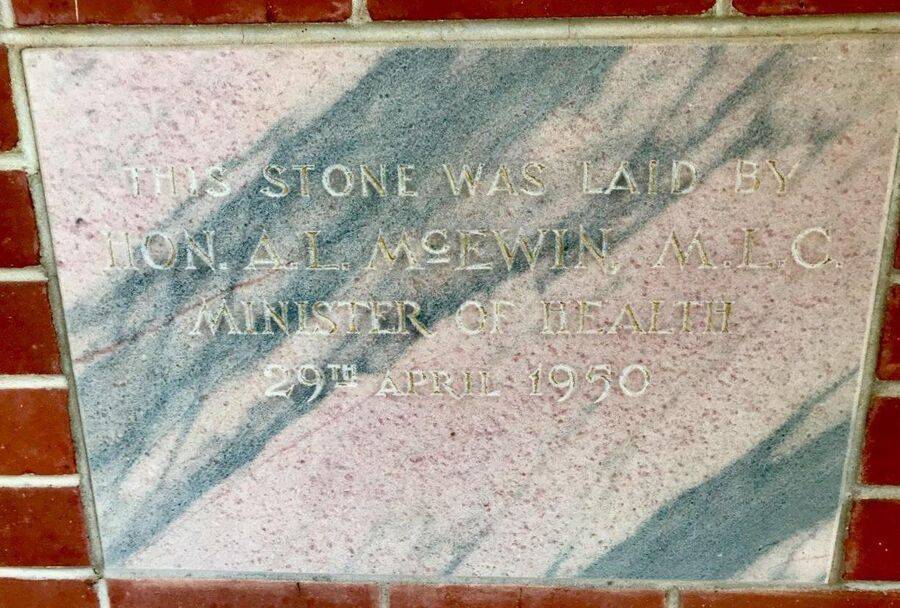 THIS STONE WAS LAID BY
HON. A.L. McEWIN, M.L.C.
MINISTER OF HEALTH
29TH APRIL 1950